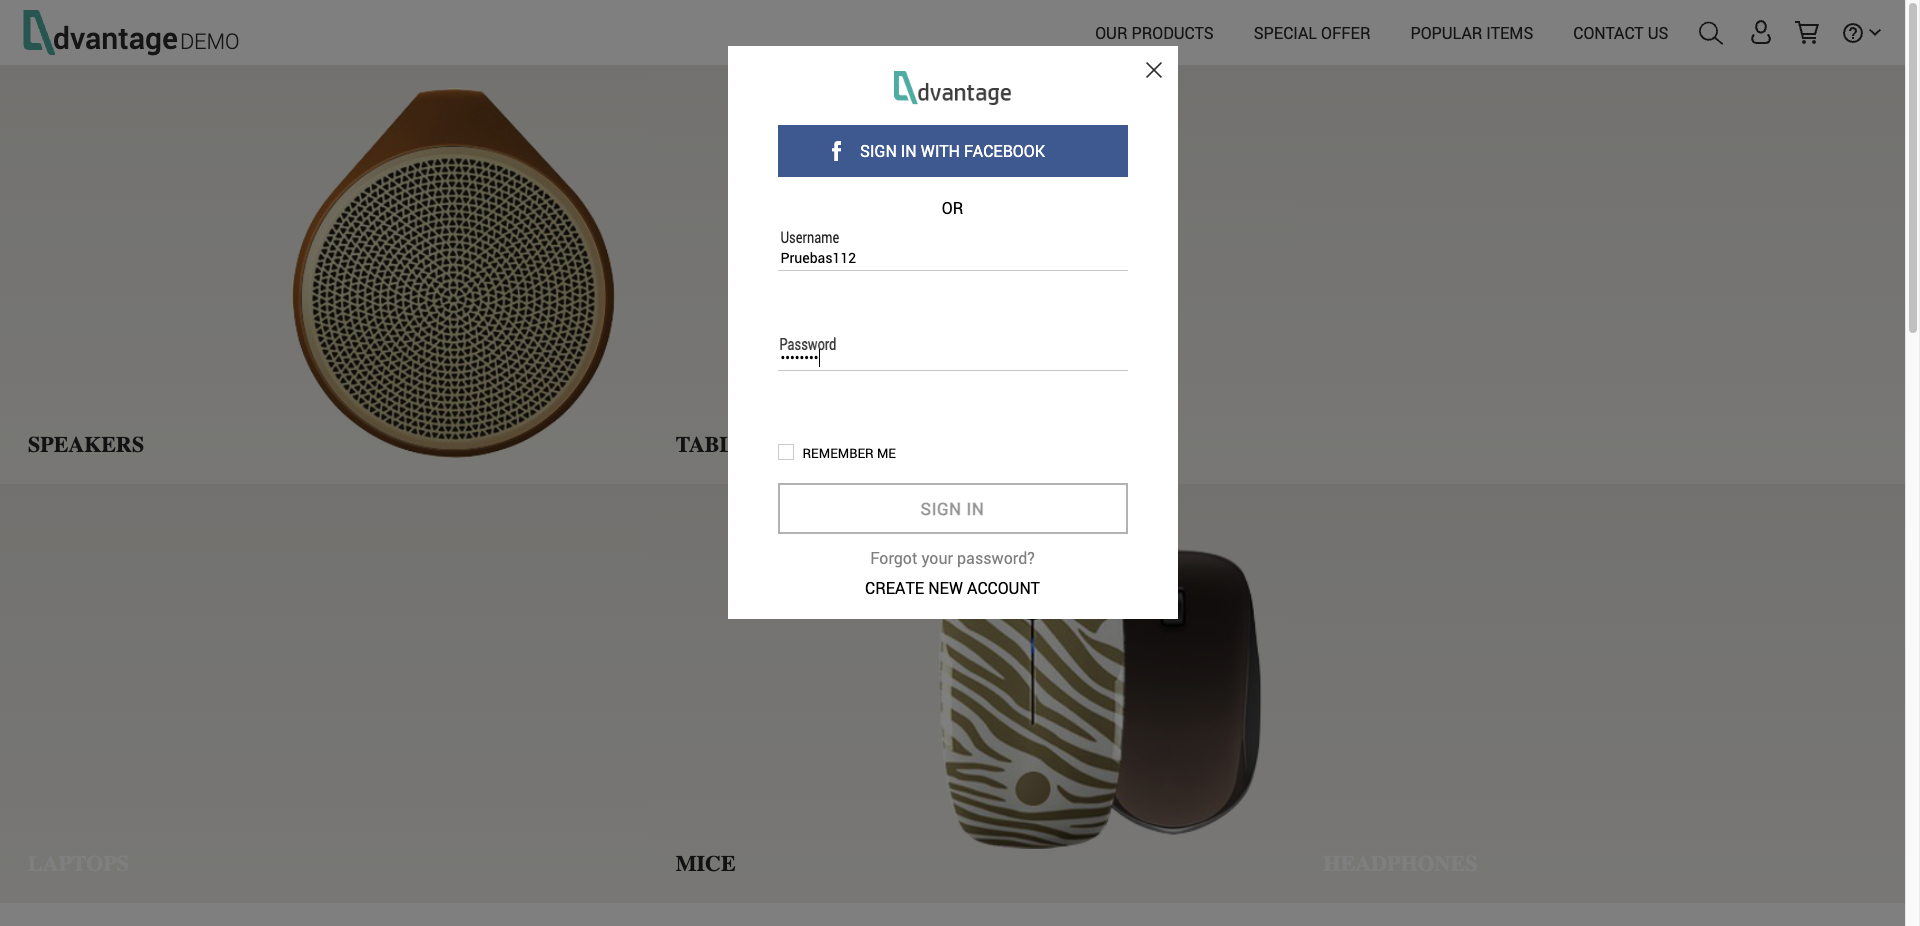 dvantage DEMO
OUR PRODUCTS SPECIAL OFFER POPULAR ITEMS CONTACT US
dvantage
SIGN IN WITH FACEBOOK
OR
Username
Pruebas112
Password
••••••••
REMEMBER ME
SIGN IN
Forgot your password?
CREATE NEW ACCOUNT
SPEAKERS
TABL
LAPTOPS
MICE
HEADPHONES